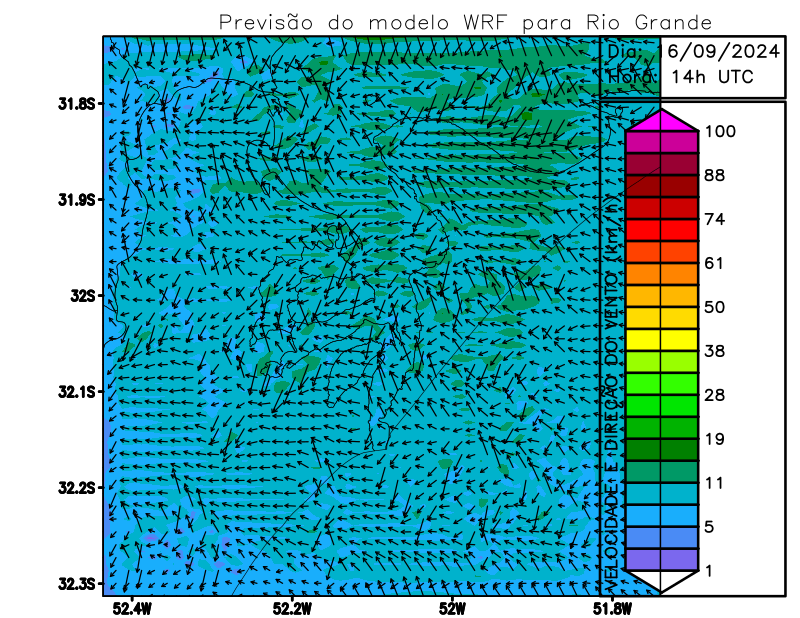 Previsão do modelo WRF para Rio Grande
Dia: 16/09/2024
Hora: 14h UTC
31.8S
31.9S
32S
32.1S
32.2S
32.3S
52.4W
52.2W
52W
51.8W
VELOCIDADE E DIREÇÃO DO VENTO (km/h)
100
88
74
61
50
38
28
19
11
5
1